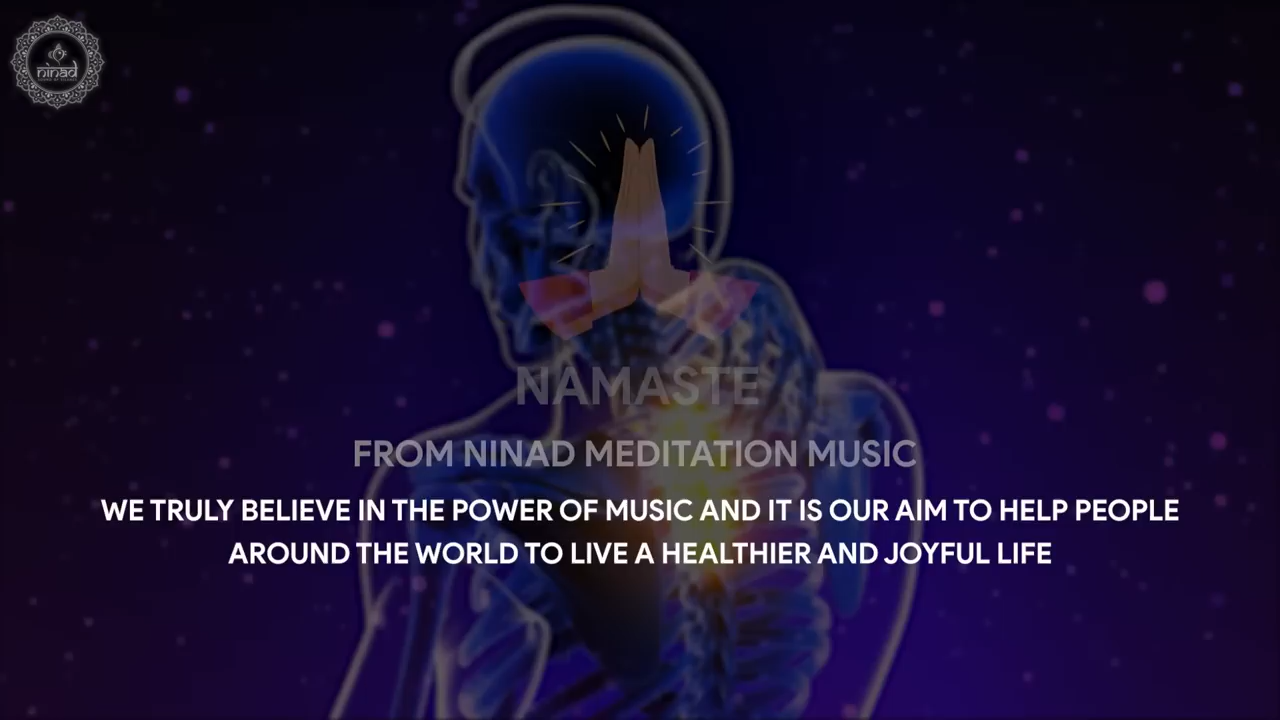 ninad
NAMASTE
FROM NINAD MEDITATION MUSIC
WE TRULY BELIEVE IN THE POWER OF MUSIC AND IT IS OUR AIM TO HELP PEOPLE
AROUND THE WORLD TO LIVE A HEALTHIER AND JOYFUL LIFE